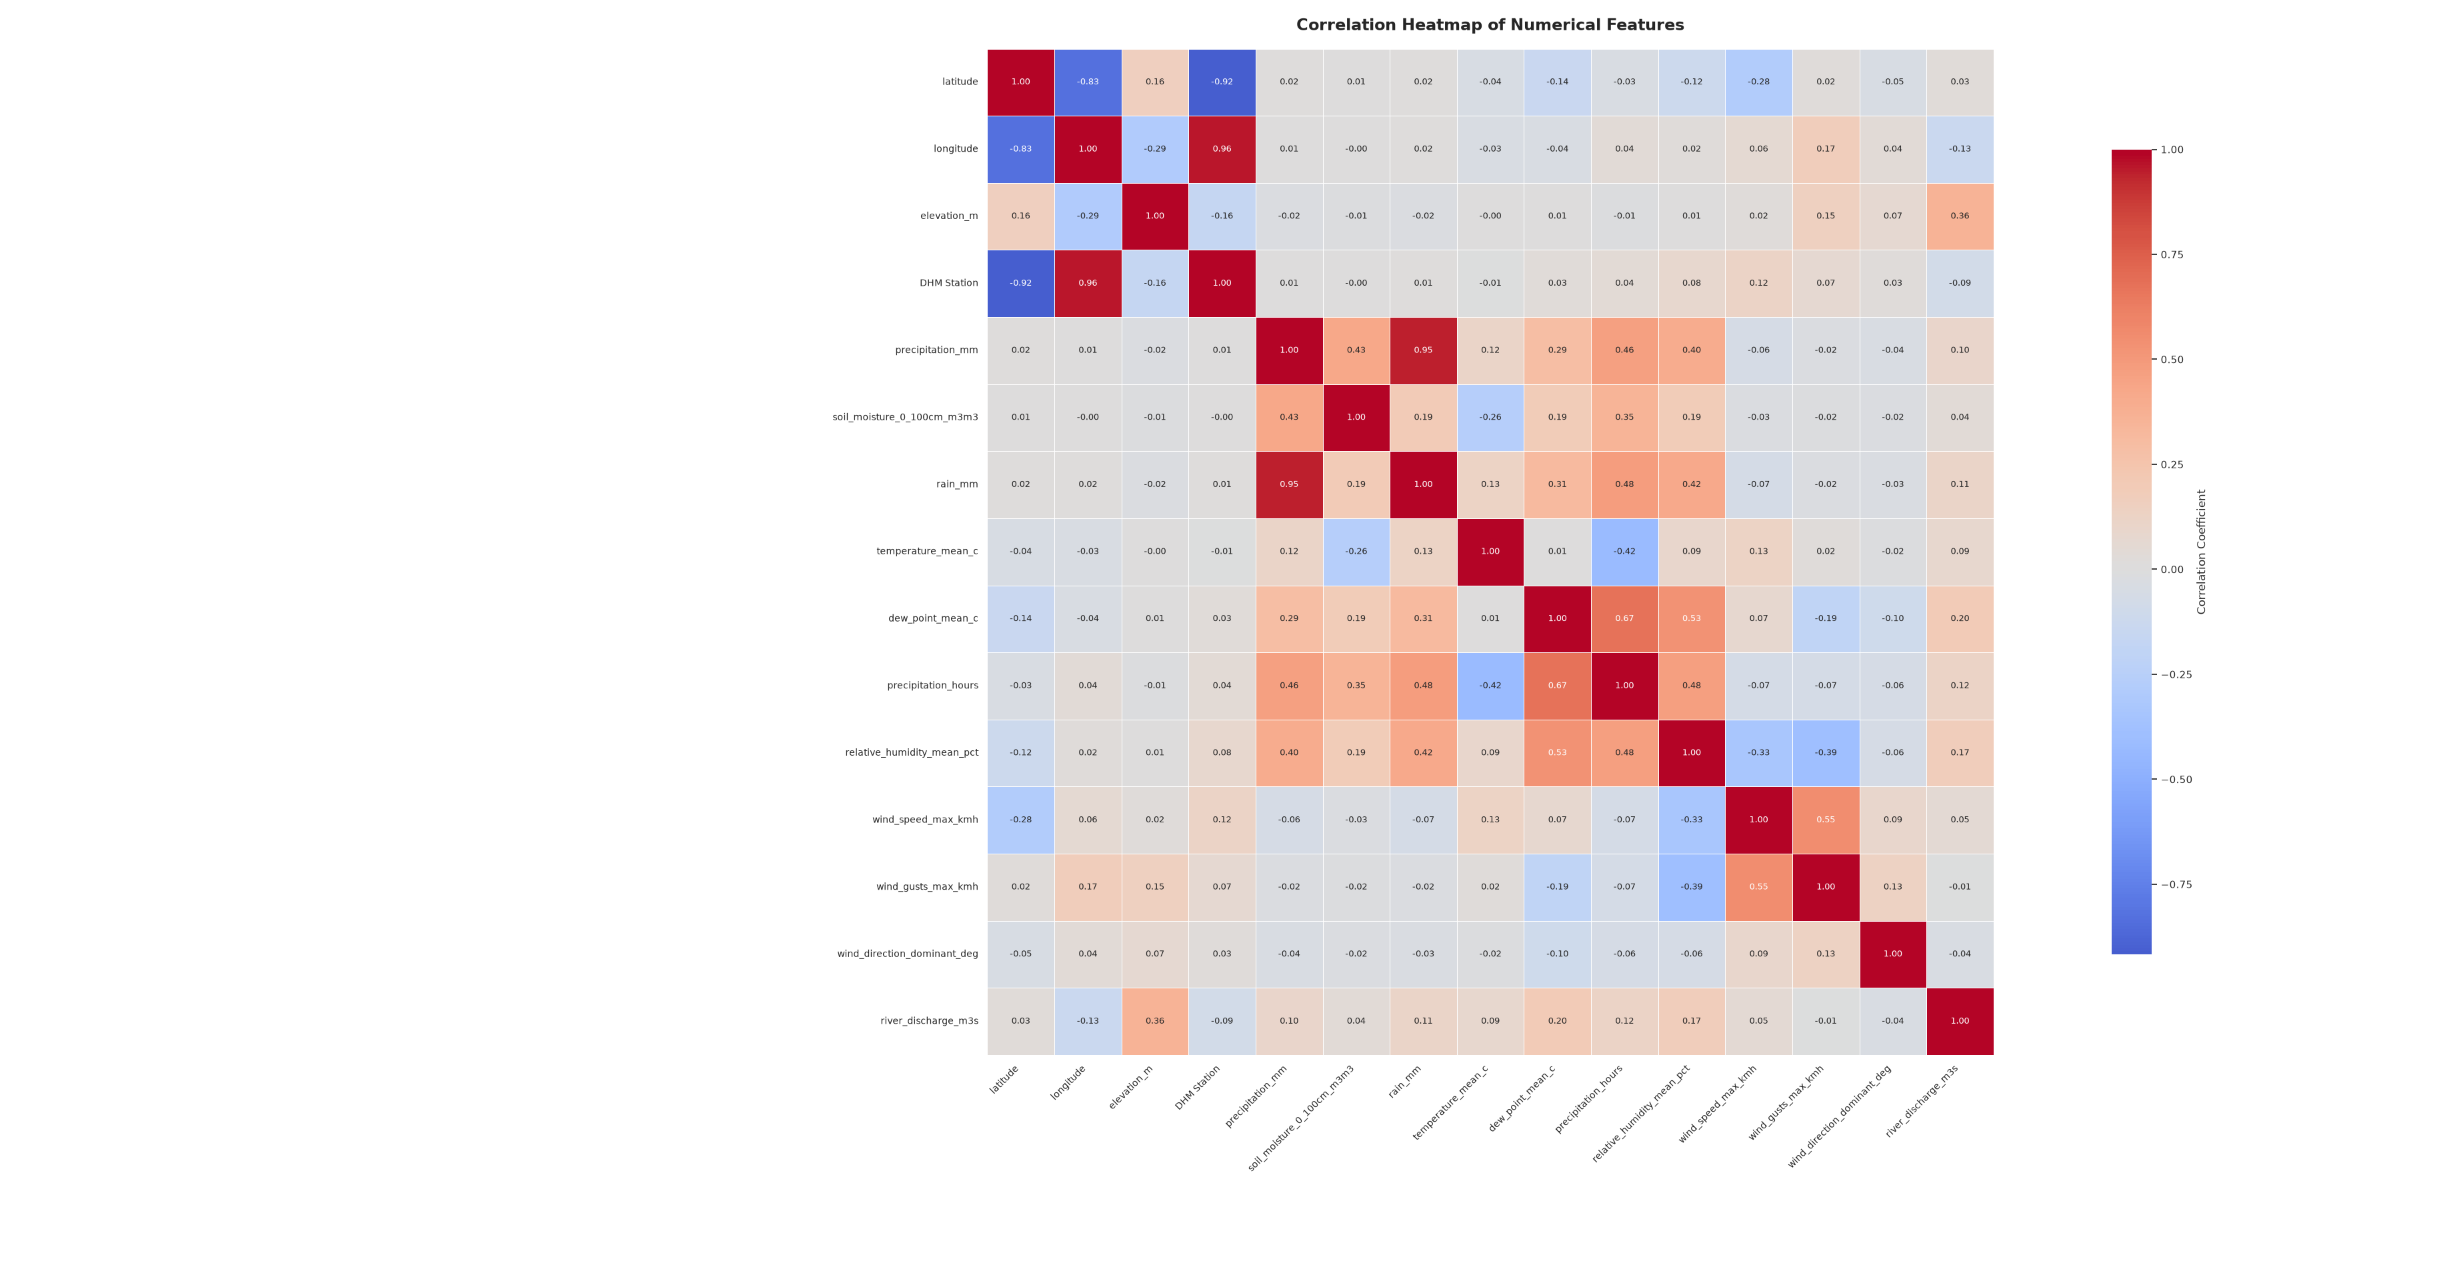 Correlation Heatmap of Numerical Features
latitude 1.00 -0.83 0.16 -0.92 0.02 0.01 0.02 -0.04 -0.14 -0.03 -0.12 -0.28 0.02 -0.05 0.03
longitude -0.83 1.00 -0.29 0.96 0.01 -0.00 0.02 -0.03 -0.04 0.04 0.02 0.06 0.17 0.04 -0.13
elevation_m 0.16 -0.29 1.00 -0.16 -0.02 -0.01 -0.02 -0.00 0.01 -0.01 0.01 0.02 0.15 0.07 0.36
DHM Station -0.92 0.96 -0.16 1.00 0.01 -0.00 0.01 -0.01 0.03 0.04 0.08 0.12 0.07 0.03 -0.09
precipitation_mm 0.02 0.01 -0.02 0.01 1.00 0.43 0.95 0.12 0.29 0.46 0.40 -0.06 -0.02 -0.04 0.10
soil_moisture_0_100cm_m3m3 0.01 -0.00 -0.01 -0.00 0.43 1.00 0.19 -0.26 0.19 0.35 0.19 -0.03 -0.02 -0.02 0.04
rain_mm 0.02 0.02 -0.02 0.01 0.95 0.19 1.00 0.13 0.31 0.48 0.42 -0.07 -0.02 -0.03 0.11
temperature_mean_c -0.04 -0.03 -0.00 -0.01 0.12 -0.26 0.13 1.00 0.01 -0.42 0.09 0.13 0.02 -0.02 0.09
dew_point_mean_c -0.14 -0.04 0.01 0.03 0.29 0.19 0.31 0.01 1.00 0.67 0.53 0.07 -0.19 -0.10 0.20
precipitation_hours -0.03 0.04 -0.01 0.04 0.46 0.35 0.48 -0.42 0.67 1.00 0.48 -0.07 -0.07 -0.06 0.12
relative_humidity_mean_pct -0.12 0.02 0.01 0.08 0.40 0.19 0.42 0.09 0.53 0.48 1.00 -0.33 -0.39 -0.06 0.17
wind_speed_max_kmh -0.28 0.06 0.02 0.12 -0.06 -0.03 -0.07 0.13 0.07 -0.07 -0.33 1.00 0.55 0.09 0.05
wind_gusts_max_kmh 0.02 0.17 0.15 0.07 -0.02 -0.02 -0.02 0.02 -0.19 -0.07 -0.39 0.55 1.00 0.13 -0.01
wind_direction_dominant_deg -0.05 0.04 0.07 0.03 -0.04 -0.02 -0.03 -0.02 -0.10 -0.06 -0.06 0.09 0.13 1.00 -0.04
river_discharge_m3s 0.03 -0.13 0.36 -0.09 0.10 0.04 0.11 0.09 0.20 0.12 0.17 0.05 -0.01 -0.04 1.00
latitude
longitude
elevation_m
DHM Station
precipitation_mm
soil_moisture_0_100cm_m3m3
rain_mm
temperature_mean_c
dew_point_mean_c
precipitation_hours
relative_humidity_mean_pct
wind_speed_max_kmh
wind_gusts_max_kmh
wind_direction_dominant_deg
river_discharge_m3s
1.00
0.75
0.50
0.25
0.00
−0.25
−0.50
−0.75
Correlation Coefficient